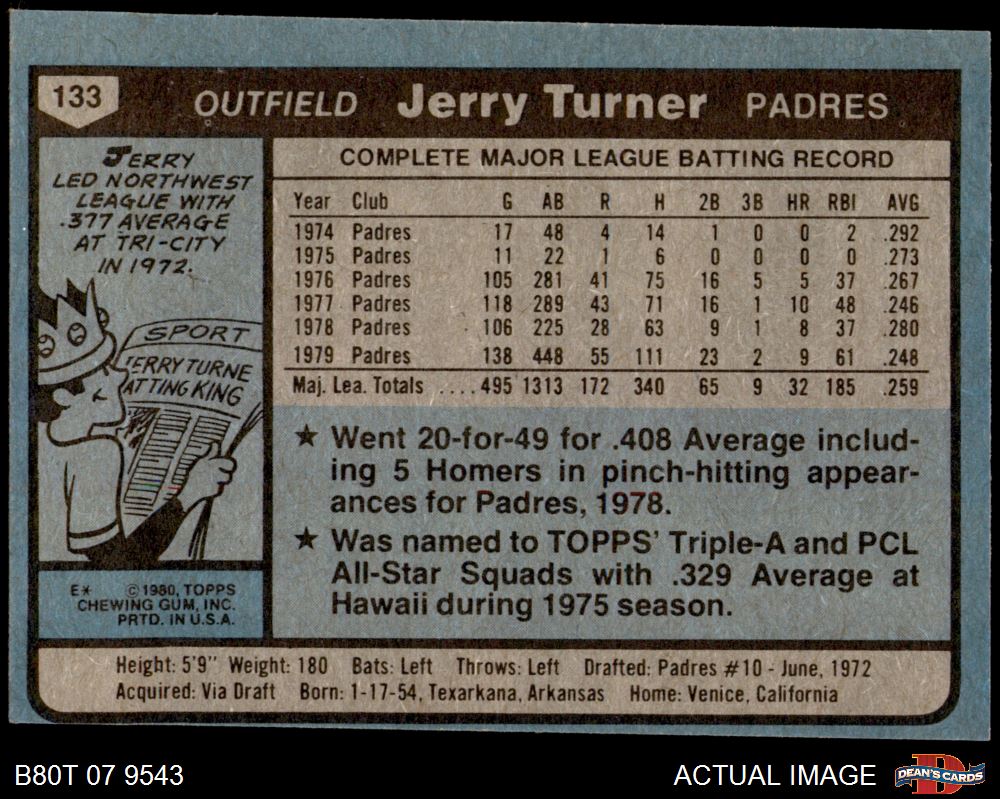 133 OUTFIELD Jerry Turner PADRES
JERRY
LED NORTHWEST
LEAGUE WITH
.377 AVERAGE
AT TRI-CITY
IN 1972.
SPORT
JERRY TURNE
ATTING KING
E* ©1980, TOPPS
CHEWING GUM, INC.
PRTD. IN U.S.A.
COMPLETE MAJOR LEAGUE BATTING RECORD
Year Club G AB R H 2B 3B HR RBI AVG
1974 Padres 17 48 4 14 1 0 0 2 .292
1975 Padres 11 22 1 6 0 0 0 0 .273
1976 Padres 105 281 41 75 16 5 5 37 .267
1977 Padres 118 289 43 71 16 1 10 48 .246
1978 Padres 106 225 28 63 9 1 8 37 .280
1979 Padres 138 448 55 111 23 2 9 61 .248
Maj. Lea. Totals ....495 1313 172 340 65 9 32 185 .259
★ Went 20-for-49 for .408 Average includ-
ing 5 Homers in pinch-hitting appear-
ances for Padres, 1978.
★ Was named to TOPPS' Triple-A and PCL
All-Star Squads with .329 Average at
Hawaii during 1975 season.
Height: 5'9" Weight: 180 Bats: Left Throws: Left Drafted: Padres #10 - June, 1972
Acquired: Via Draft Born: 1-17-54, Texarkana, Arkansas Home: Venice, California
B80T 07 9543 ACTUAL IMAGE DEAN'S CARDS